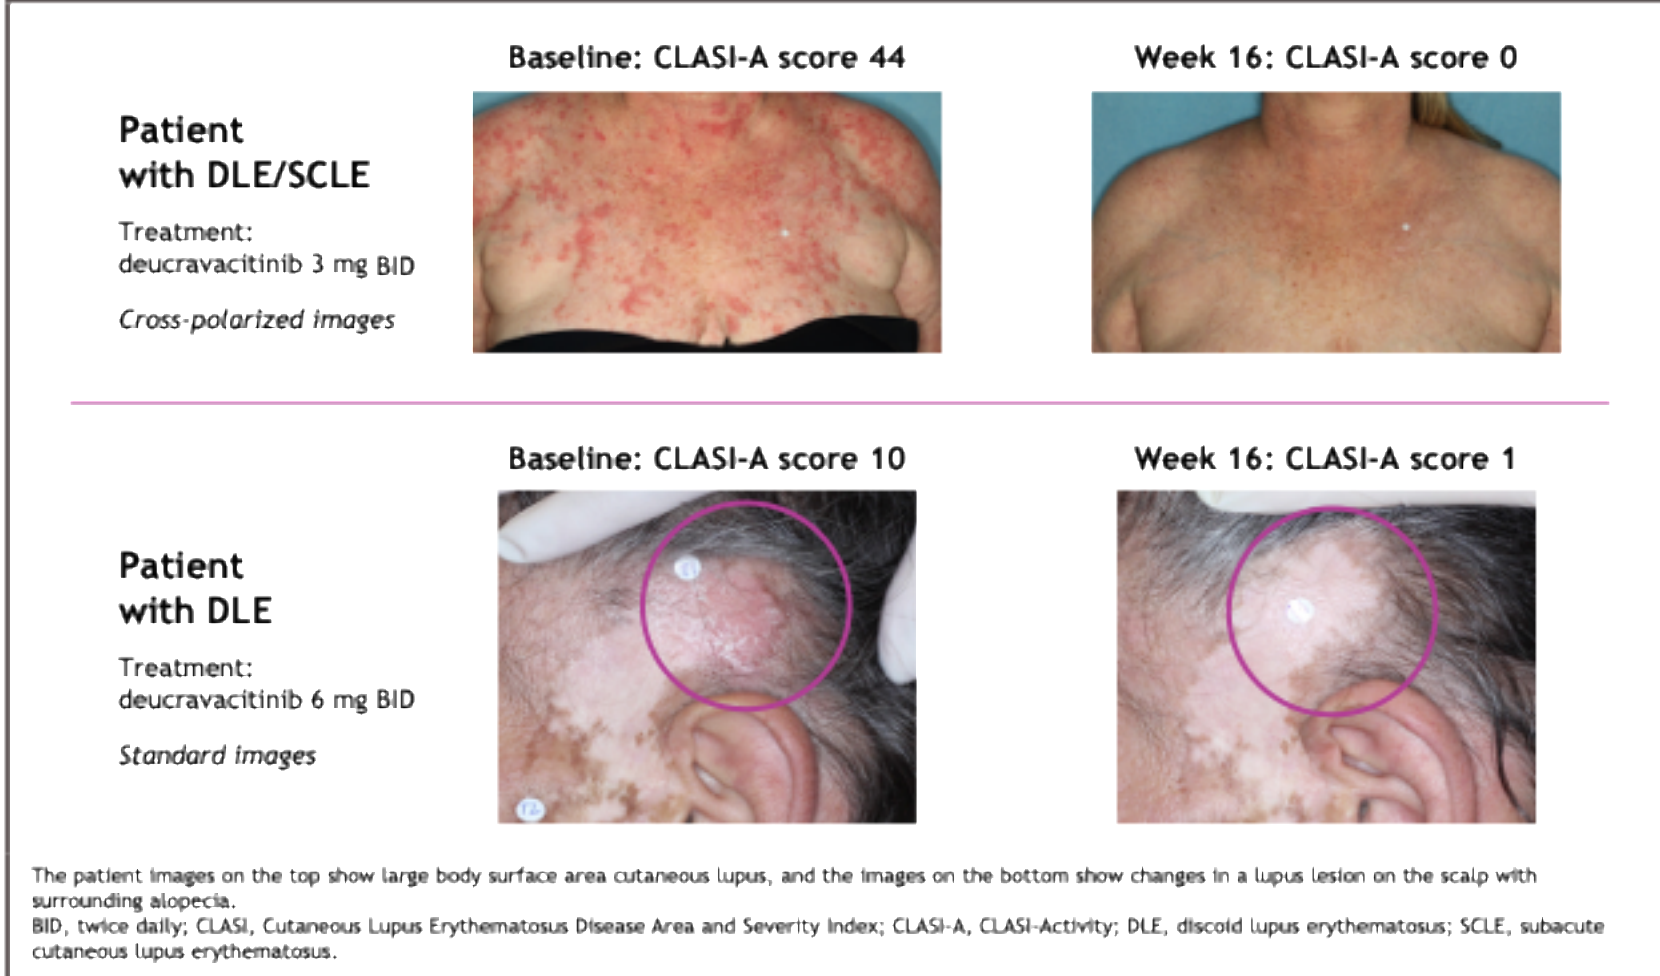 Baseline: CLASI-A score 44
Week 16: CLASI-A score 0
Patient
with DLE/SCLE
Treatment:
deucravacitinib 3 mg BID
Cross-polarized images
Baseline: CLASI-A score 10
Week 16: CLASI-A score 1
Patient
with DLE
Treatment:
deucravacitinib 6 mg BID
Standard images
The patient images on the top show large body surface area cutaneous lupus, and the images on the bottom show changes in a lupus lesion on the scalp with
surrounding alopecia.
BID, twice daily; CLASI, Cutaneous Lupus Erythematosus Disease Area and Severity Index; CLASI-A, CLASI-Activity; DLE, discoid lupus erythematosus; SCLE, subacute
cutaneous lupus erythematosus.